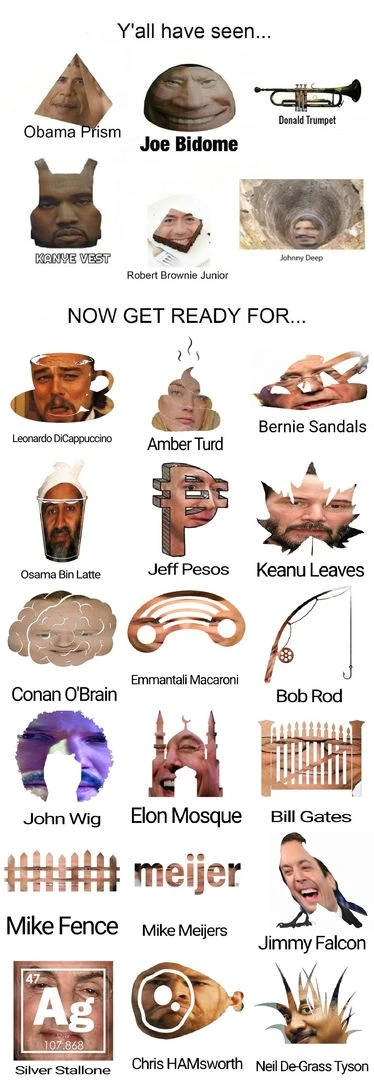 Y'all have seen...
Obama Prism
Joe Bidome
Donald Trumpet
KANYE VEST
Robert Brownie Junior
Johnny Deep
NOW GET READY FOR...
Leonardo DiCappuccino
Amber Turd
Bernie Sandals
Osama Bin Latte
Jeff Pesos
Keanu Leaves
Conan O'Brain
Emmantali Macaroni
Bob Rod
John Wig
Elon Mosque
Bill Gates
Mike Fence
meijer
Mike Meijers
Jimmy Falcon
47
Ag
107.868
Silver Stallone
Chris HAMsworth
Neil De-Grass Tyson